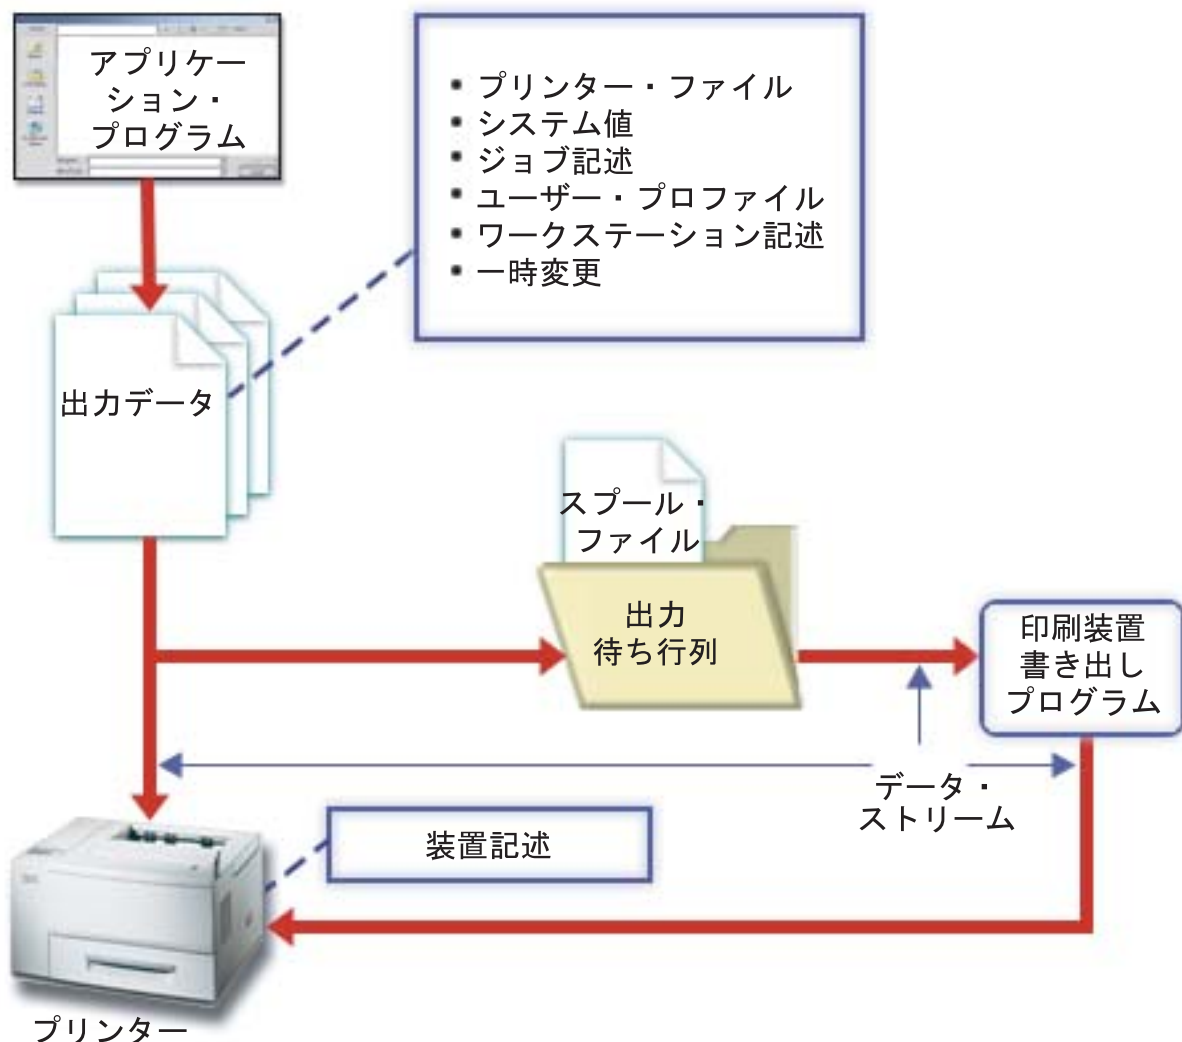 アプリケー
ション・
プログラム
▪ プリンター・ファイル
▪ システム値
▪ ジョブ記述
▪ ユーザー・プロファイル
▪ ワークステーション記述
▪ 一時変更
出力データ
スプール・
ファイル
出力
待ち行列
印刷装置
書き出し
プログラム
データ・
ストリーム
装置記述
プリンター